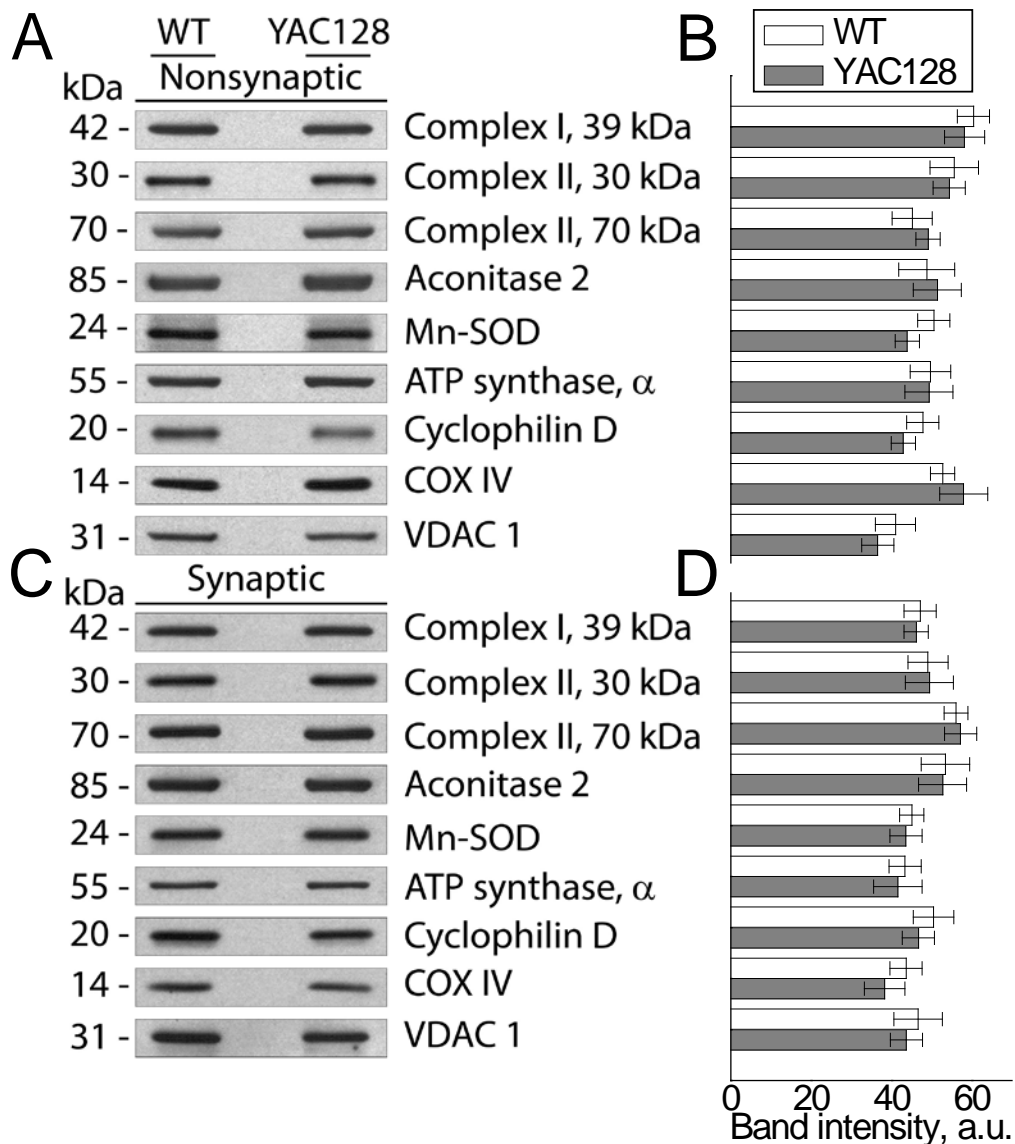 A
WT YAC128
kDa Nonsynaptic
42 - Complex I, 39 kDa
30 - Complex II, 30 kDa
70 - Complex II, 70 kDa
85 - Aconitase 2
24 - Mn-SOD
55 - ATP synthase, α
20 - Cyclophilin D
14 - COX IV
31 - VDAC 1
B
WT
YAC128
C
kDa Synaptic
42 - Complex I, 39 kDa
30 - Complex II, 30 kDa
70 - Complex II, 70 kDa
85 - Aconitase 2
24 - Mn-SOD
55 - ATP synthase, α
20 - Cyclophilin D
14 - COX IV
31 - VDAC 1
D
0 20 40 60
Band intensity, a.u.